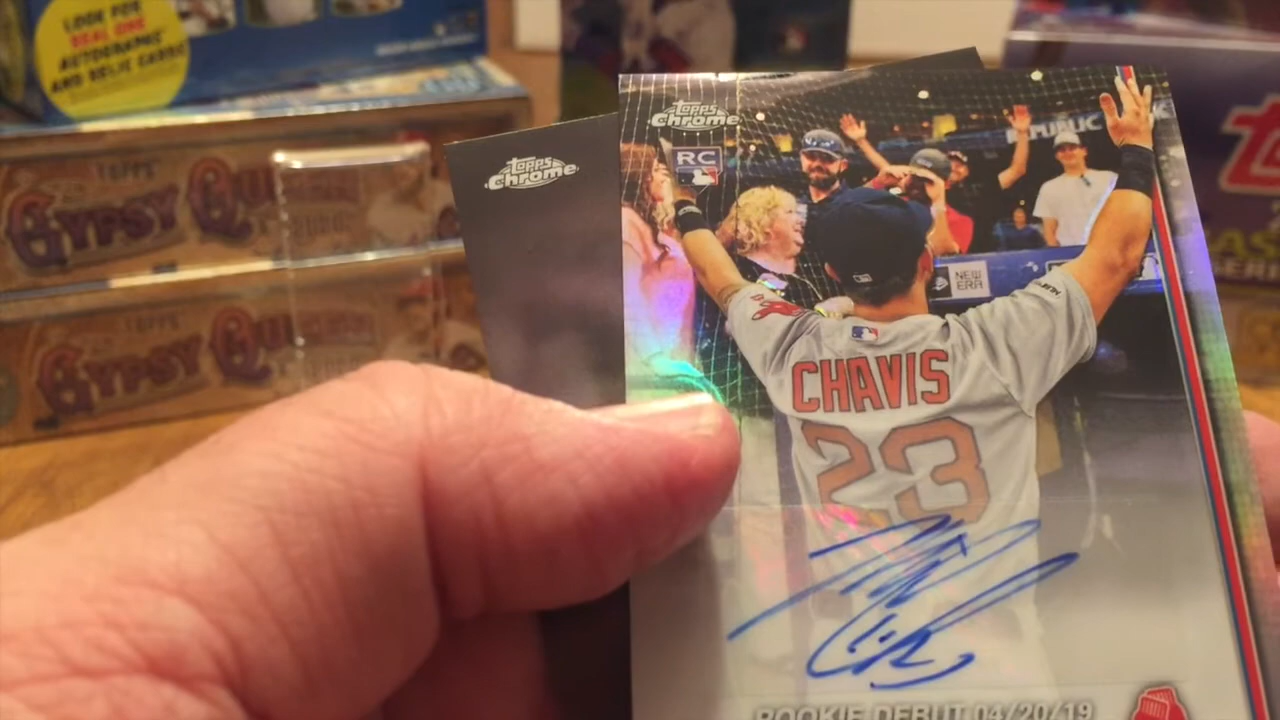 LOOK FOR
REAL ONE
AUTOGRAPHS
AND RELIC CARDS!
TOPPS
GYPSY QUEEN
TOPPS
GYPSY QUEEN
topps
Chrome
topps
Chrome
RC
PUBLIC
NEW
ERA
CHAVIS
23
ROOKIE DEBUT 04/20/19